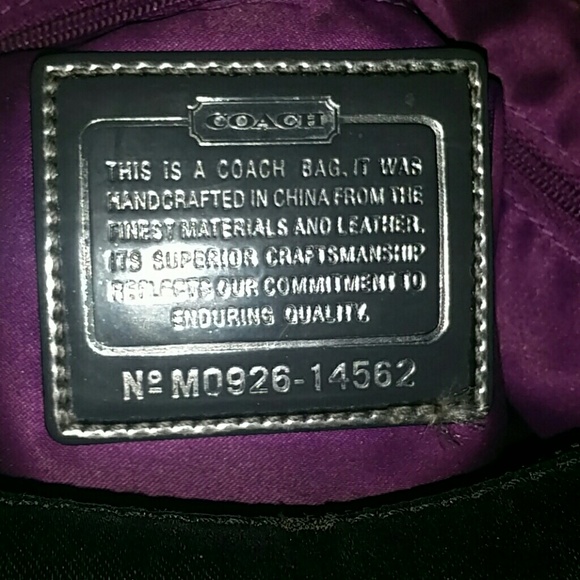 COACH
THIS IS A COACH BAG. IT WAS
HANDCRAFTED IN CHINA FROM THE
FINEST MATERIALS AND LEATHER.
ITS SUPERIOR CRAFTSMANSHIP
REFLECTS OUR COMMITMENT TO
ENDURING QUALITY.
Nº M0926-14562